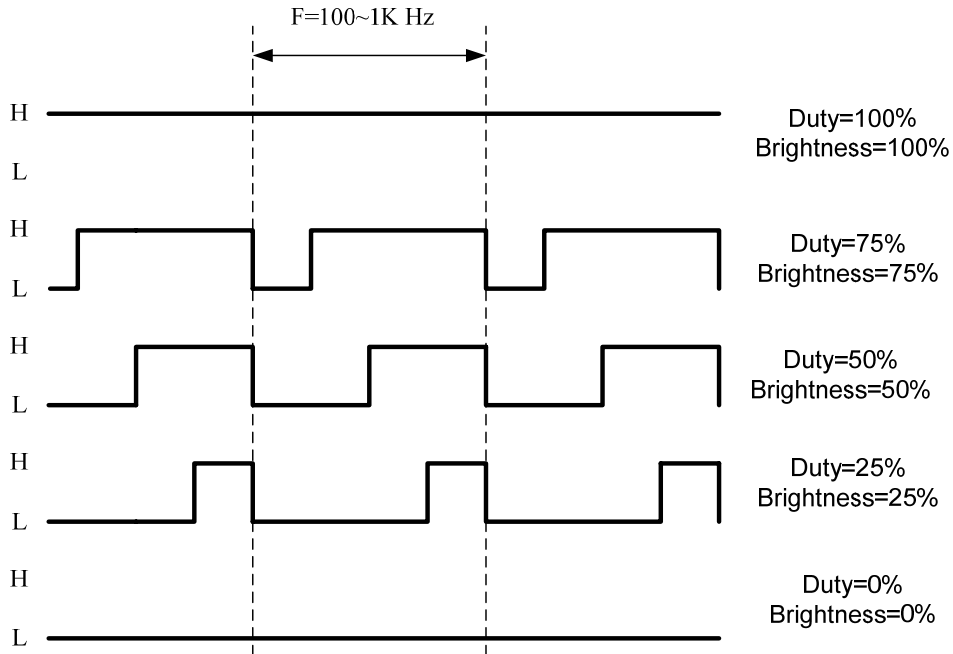 F=100~1K Hz
H
L
Duty=100%
Brightness=100%
H
L
Duty=75%
Brightness=75%
H
L
Duty=50%
Brightness=50%
H
L
Duty=25%
Brightness=25%
H
L
Duty=0%
Brightness=0%